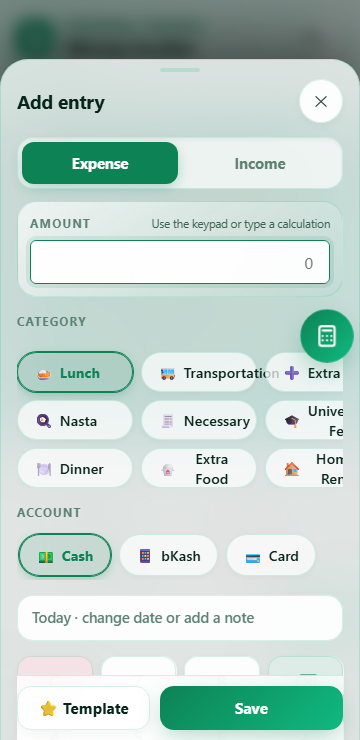 Add entry
Expense Income
AMOUNT Use the keypad or type a calculation
0
CATEGORY
Lunch Transportation Extra
Nasta Necessary Unive
Fe
Dinner Extra Food Hom
Ren
ACCOUNT
Cash bKash Card
Today · change date or add a note
Template Save